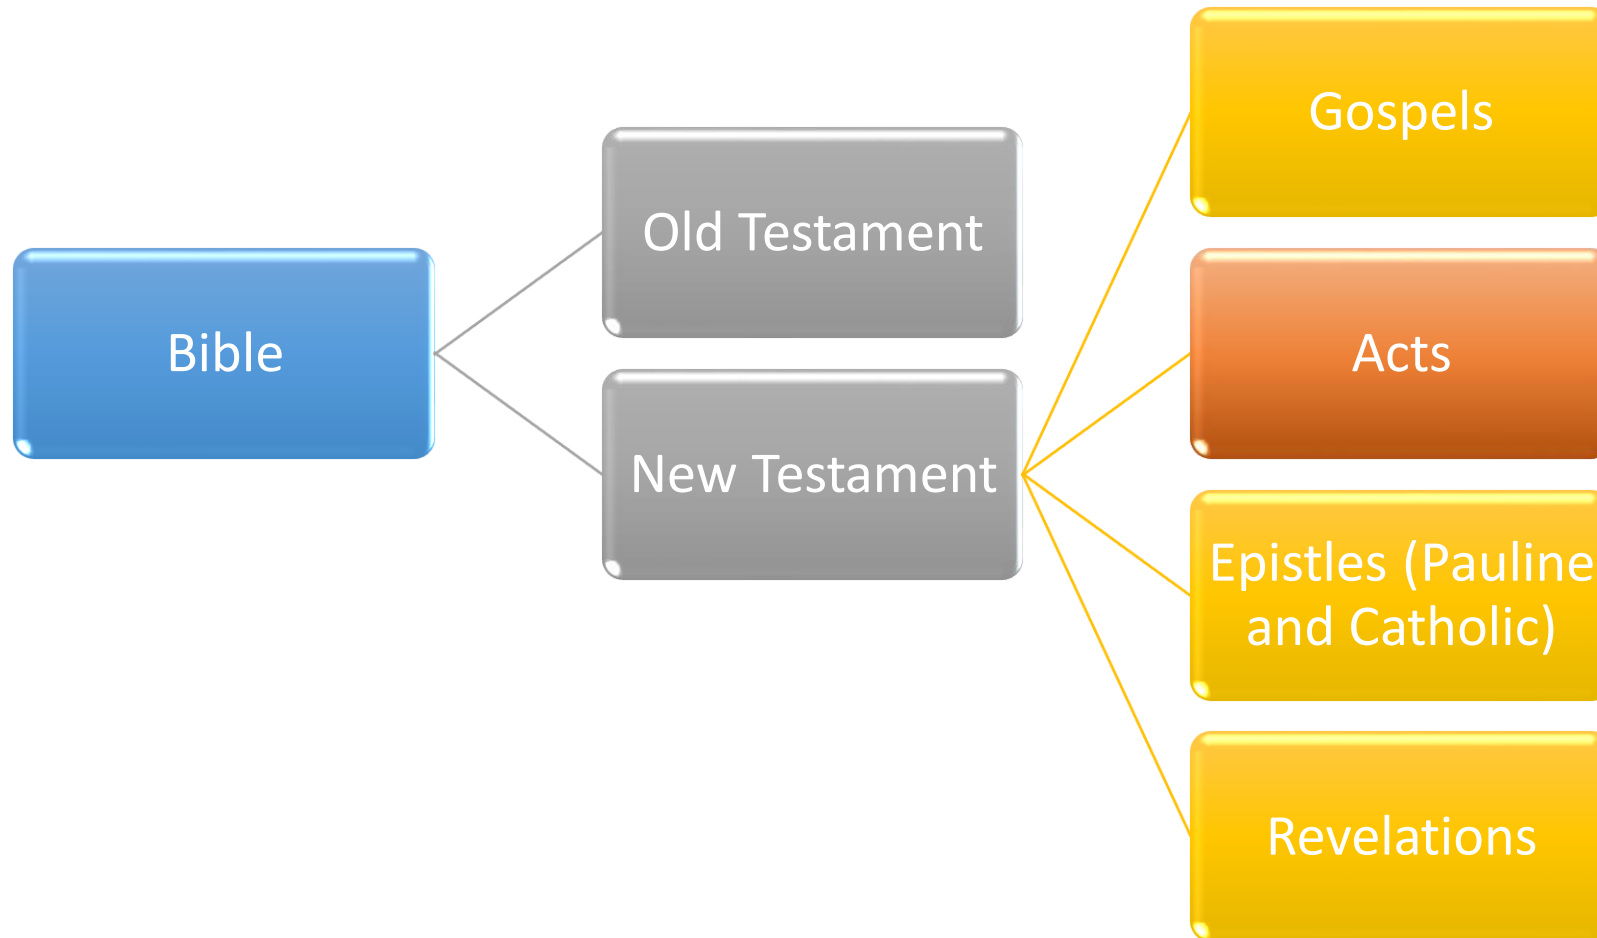 Bible
Old Testament
New Testament
Gospels
Acts
Epistles (Pauline
and Catholic)
Revelations